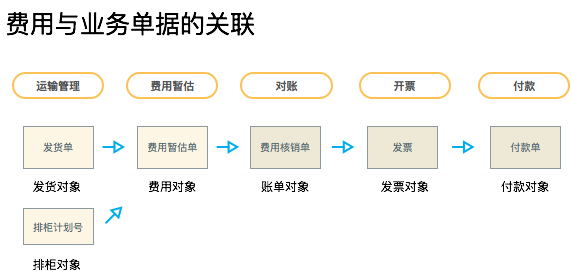 费用与业务单据的关联
运输管理 费用暂估 对账 开票 付款
发货单 费用暂估单 费用核销单 发票 付款单
发货对象 费用对象 账单对象 发票对象 付款对象
排柜计划号
排柜对象